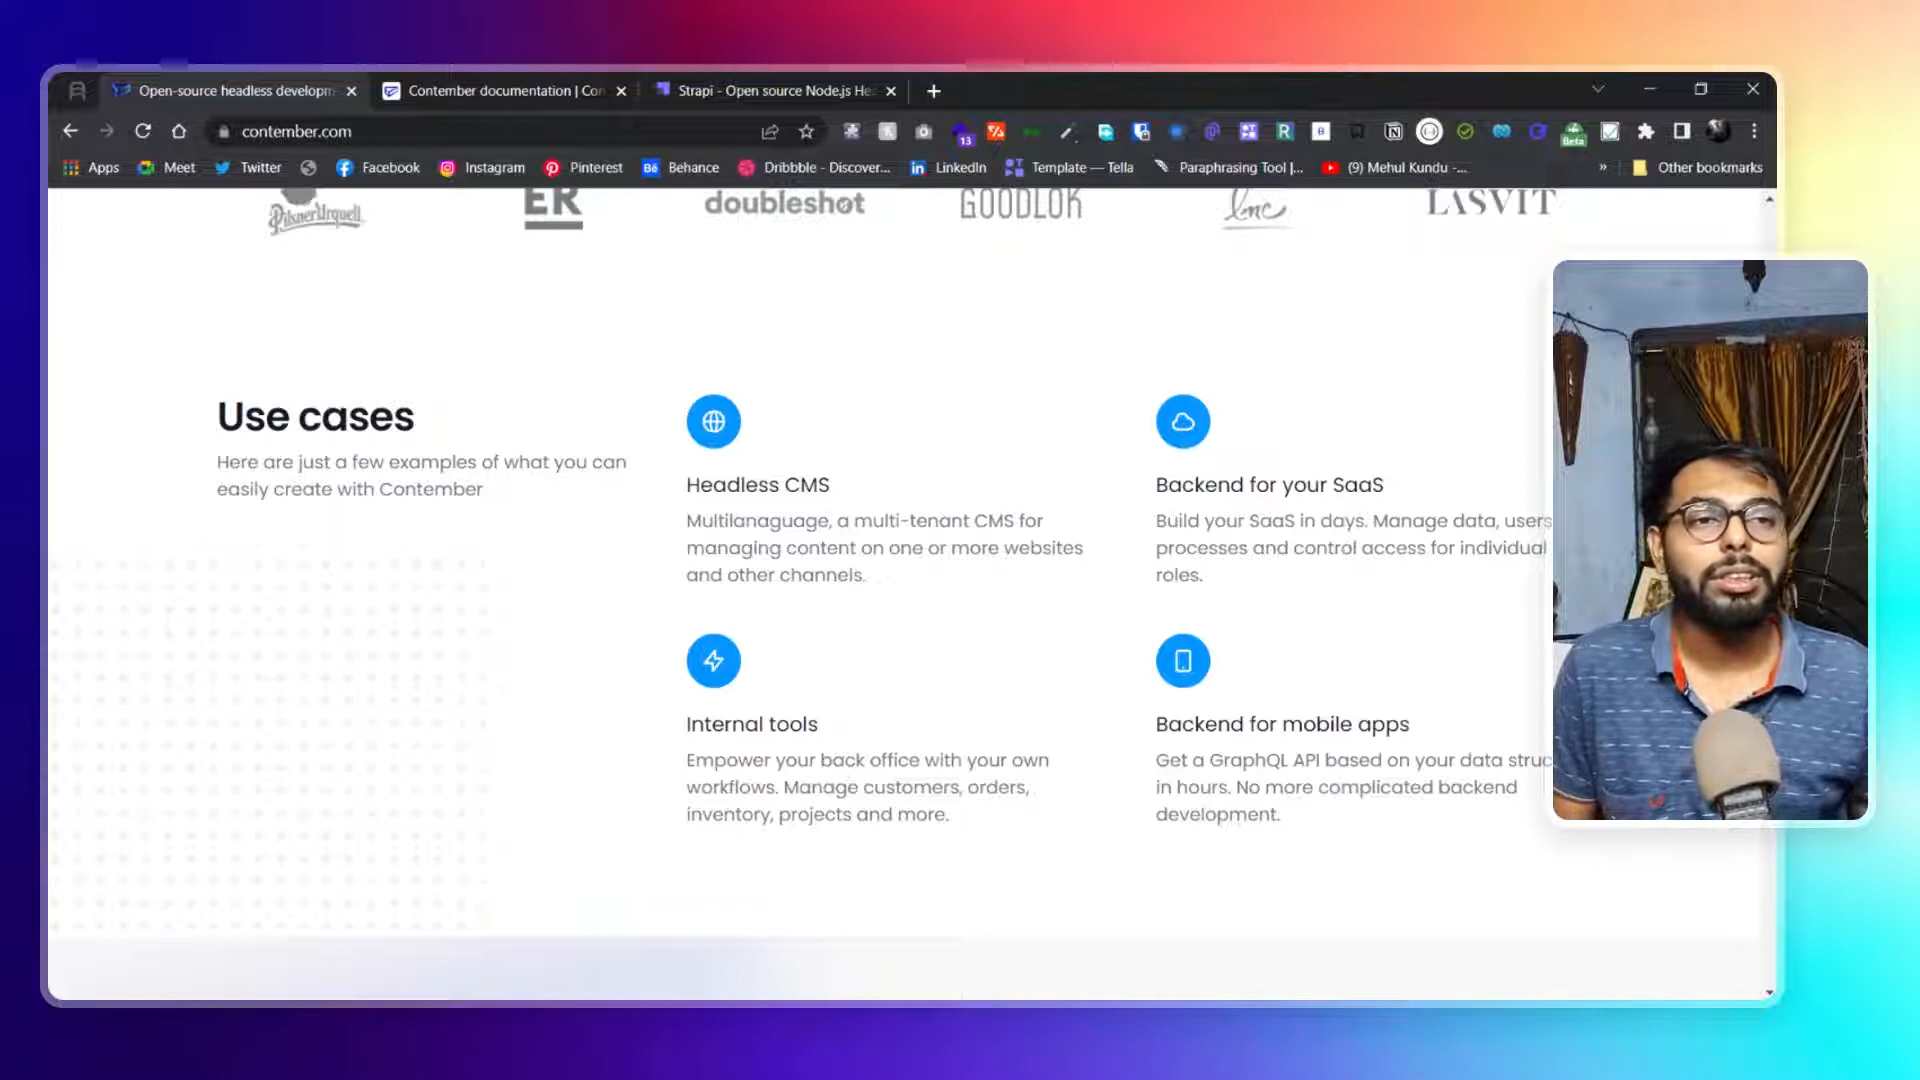 Open-source headless developm
Contember documentation | Con
Strapi - Open source Node.js He
contember.com
13
Beta
Apps
Meet
Twitter
Facebook
Instagram
Pinterest
Behance
Dribbble - Discover...
LinkedIn
Template — Tella
Paraphrasing Tool |...
(9) Mehul Kundu -...
»
Other bookmarks
Pilsner Urquell
ER
doubleshot
GOODLOK
Inc
LASVIT
Use cases
Here are just a few examples of what you can
easily create with Contember
Headless CMS
Multilanaguage, a multi-tenant CMS for
managing content on one or more websites
and other channels.
Backend for your SaaS
Build your SaaS in days. Manage data, users
processes and control access for individual
roles.
Internal tools
Empower your back office with your own
workflows. Manage customers, orders,
inventory, projects and more.
Backend for mobile apps
Get a GraphQL API based on your data struc
in hours. No more complicated backend
development.